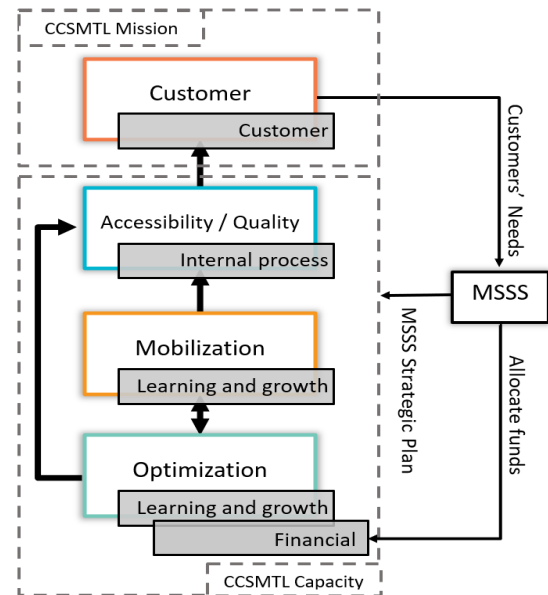 CCSMTL Mission
Customer
Customer
Customers’ Needs
Accessibility / Quality
Internal process
MSSS
MSSS Strategic Plan
Mobilization
Learning and growth
Allocate funds
Optimization
Learning and growth
Financial
CCSMTL Capacity